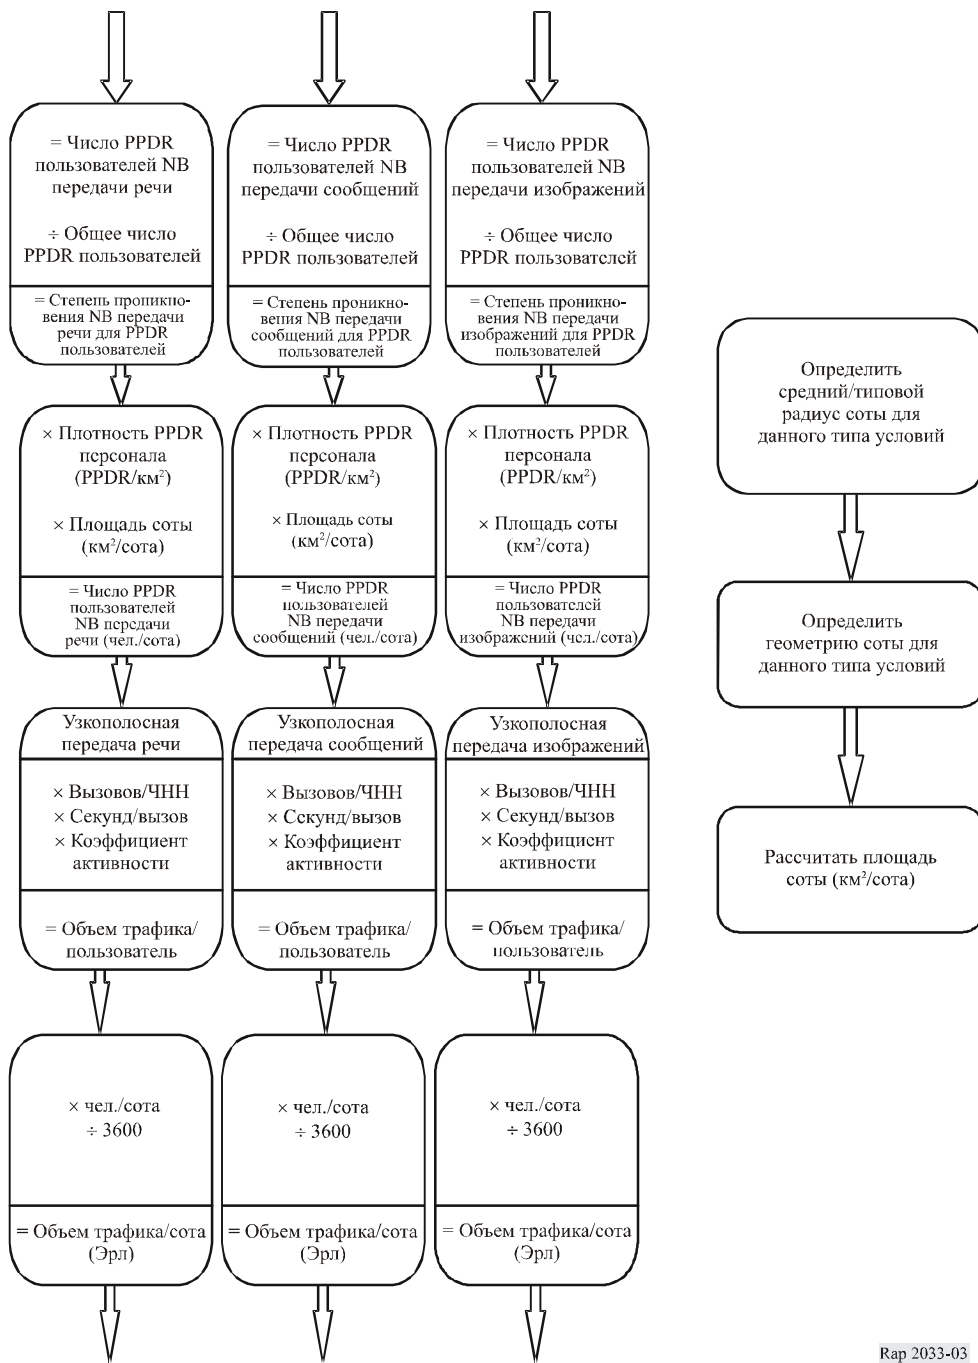 = Число PPDR
пользователей NB
передачи речи
÷ Общее число
PPDR пользователей
= Степень проникно-
вения NB передачи
речи для PPDR
пользователей
× Плотность PPDR
персонала
(PPDR/км²)
× Площадь соты
(км²/сота)
= Число PPDR
пользователей
NB передачи
речи (чел./сота)
Узкополосная
передача речи
× Вызовов/ЧНН
× Секунд/вызов
× Коэффициент
активности
= Объем трафика/
пользователь
× чел./сота
÷ 3600
= Объем трафика/сота
(Эрл)
= Число PPDR
пользователей NB
передачи сообщений
÷ Общее число
PPDR пользователей
= Степень проникно-
вения NB передачи
сообщений для PPDR
пользователей
× Плотность PPDR
персонала
(PPDR/км²)
× Площадь соты
(км²/сота)
= Число PPDR
пользователей
NB передачи
сообщений (чел./сота)
Узкополосная
передача сообщений
× Вызовов/ЧНН
× Секунд/вызов
× Коэффициент
активности
= Объем трафика/
пользователь
× чел./сота
÷ 3600
= Объем трафика/сота
(Эрл)
= Число PPDR
пользователей NB
передачи изображений
÷ Общее число
PPDR пользователей
= Степень проникно-
вения NB передачи
изображений для PPDR
пользователей
× Плотность PPDR
персонала
(PPDR/км²)
× Площадь соты
(км²/сота)
= Число PPDR
пользователей
NB передачи
изображений (чел./сота)
Узкополосная
передача изображений
× Вызовов/ЧНН
× Секунд/вызов
× Коэффициент
активности
= Объем трафика/
пользователь
× чел./сота
÷ 3600
= Объем трафика/сота
(Эрл)
Определить
средний/типовой
радиус соты для
данного типа условий
Определить
геометрию соты для
данного типа условий
Рассчитать площадь
соты (км²/сота)
Rap 2033-03